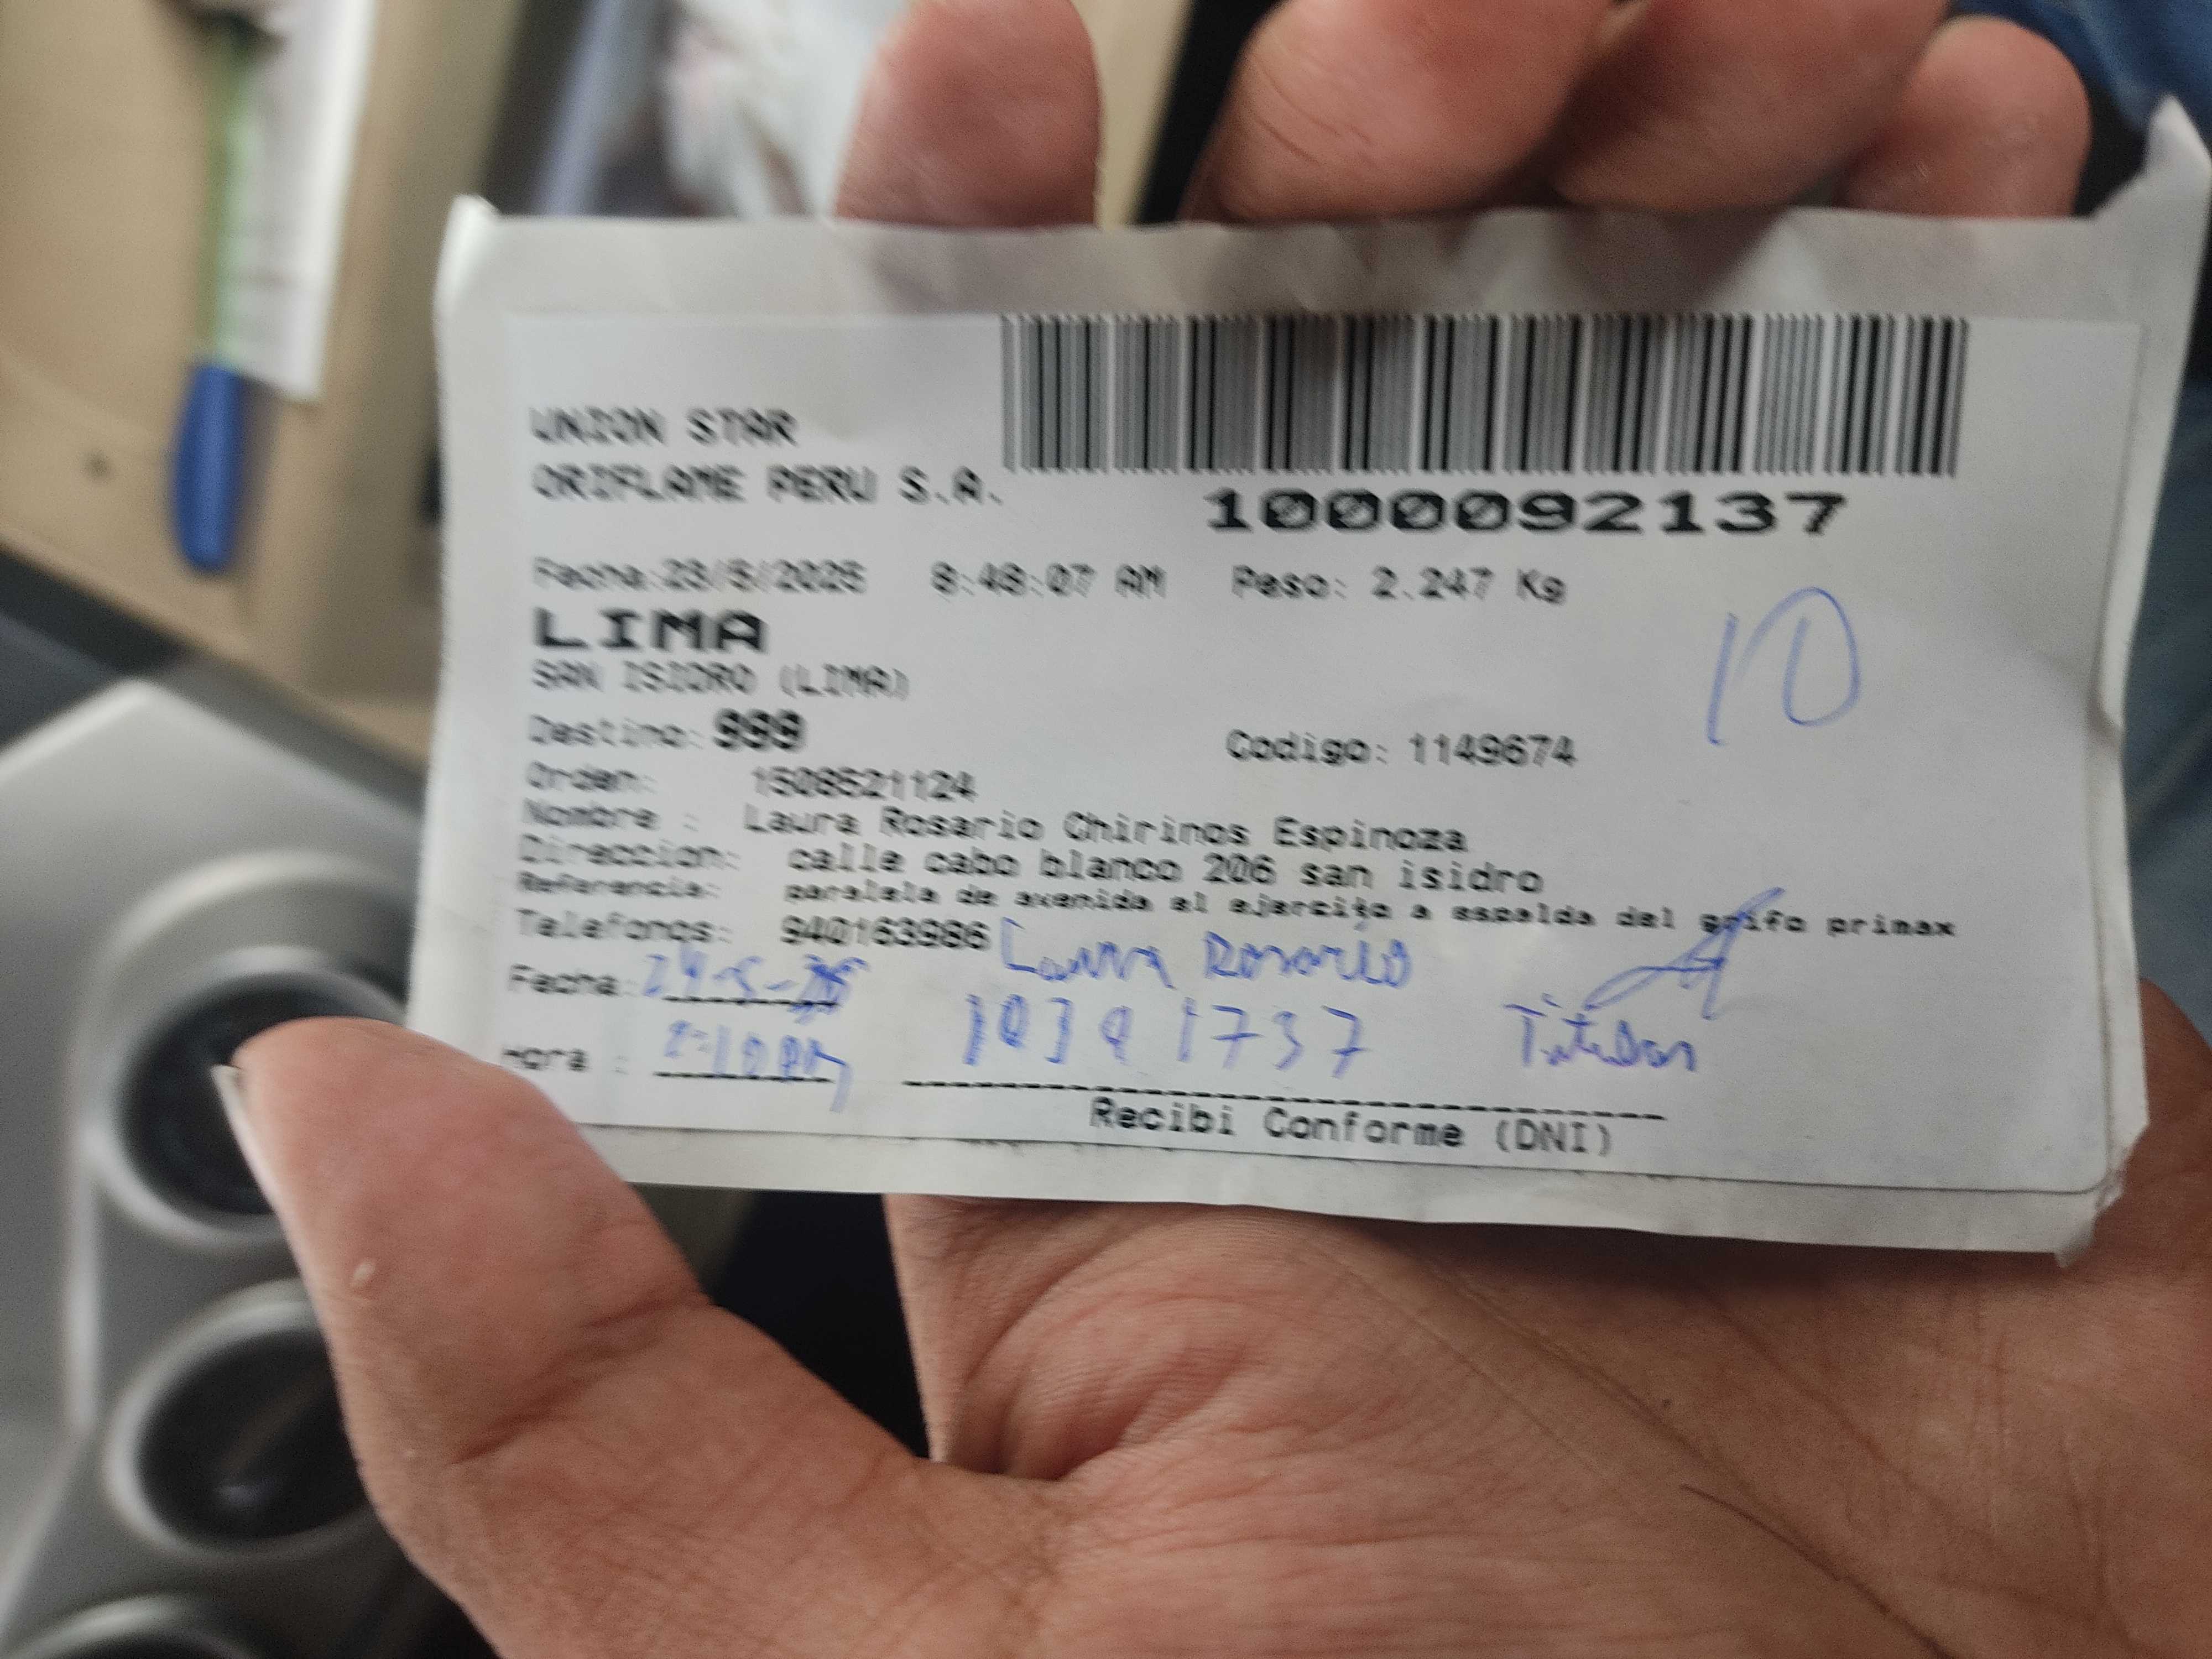 UNION STAR
ORIFLAME PERU S.A.
1000092137
Fecha:23/5/2025 8:48:07 AM Peso: 2.247 Kg
LIMA
10
SAN ISIDRO (LIMA)
Destino: 999 Codigo: 1149674
Orden: 1508521124
Nombre : Laura Rosario Chirinos Espinoza
Direccion: calle cabo blanco 206 san isidro
Referencia: paralela de avenida el ejercito a espalda del grifo primax
Telefonos: 940163986
Laura Rosario
Fecha: 24-5-
Titular
Hora :
Recibi Conforme (DNI)